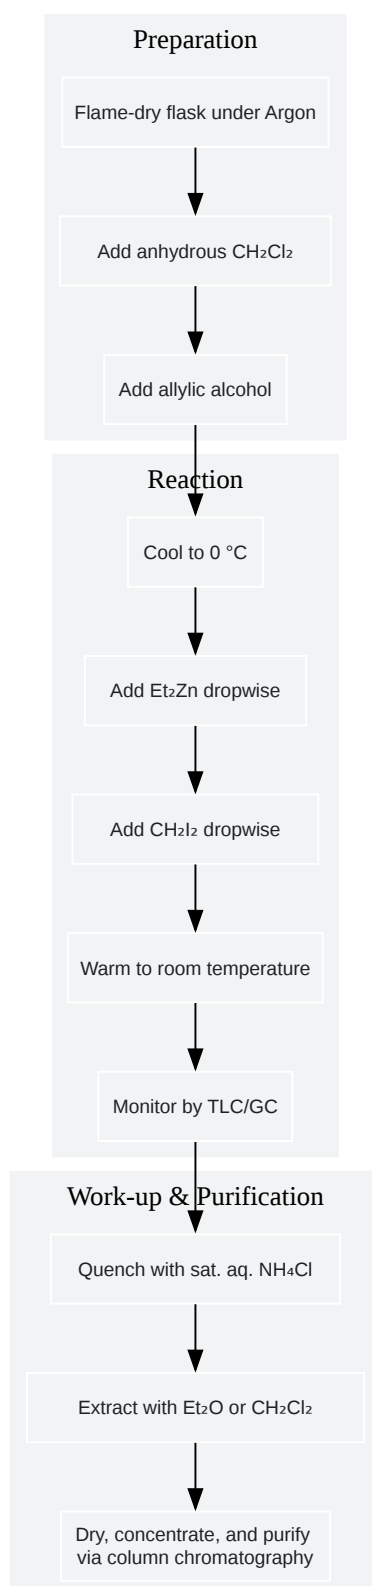 Preparation
Flame-dry flask under Argon
Add anhydrous CH₂Cl₂
Add allylic alcohol
Reaction
Cool to 0 °C
Add Et₂Zn dropwise
Add CH₂I₂ dropwise
Warm to room temperature
Monitor by TLC/GC
Work-up & Purification
Quench with sat. aq. NH₄Cl
Extract with Et₂O or CH₂Cl₂
Dry, concentrate, and purify
via column chromatography